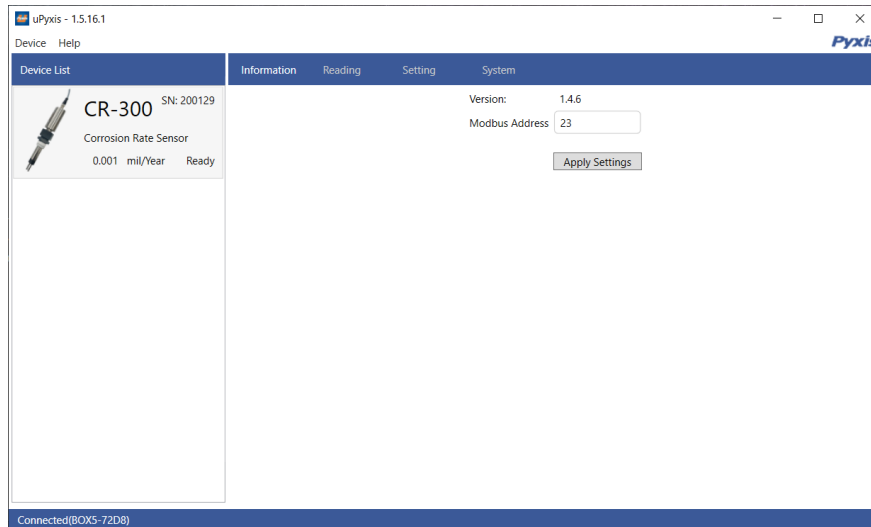 uPyxis - 1.5.16.1
Device Help
Pyxis
Device List
Information Reading Setting System
CR-300 SN: 200129
Corrosion Rate Sensor
0.001 mil/Year Ready
Version: 1.4.6
Modbus Address 23
Apply Settings
Connected(BOX5-72D8)